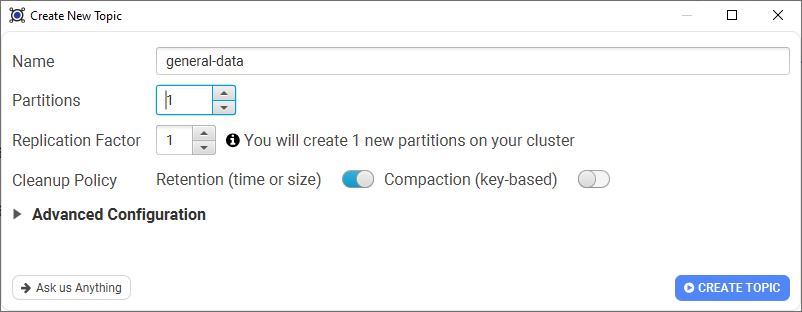 Create New Topic
Name general-data
Partitions 1
Replication Factor 1 You will create 1 new partitions on your cluster
Cleanup Policy Retention (time or size) Compaction (key-based)
Advanced Configuration
Ask us Anything CREATE TOPIC